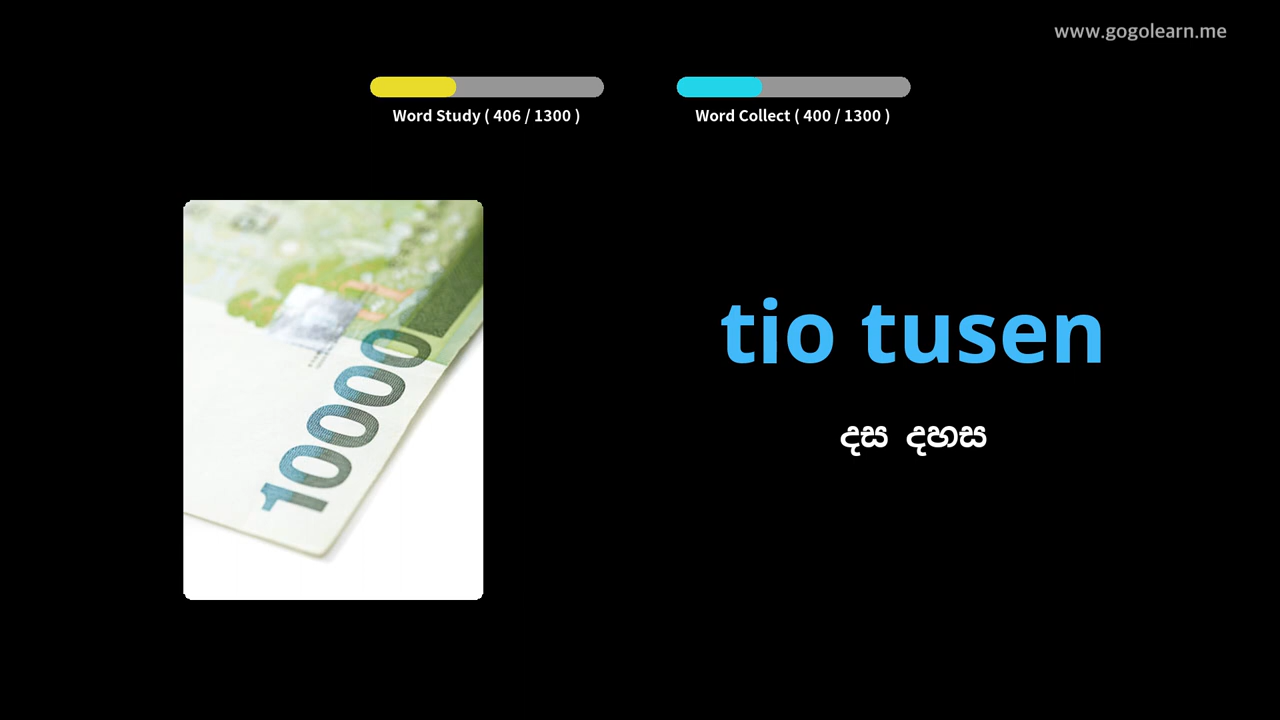 www.gogolearn.me
Word Study ( 406 / 1300 )
Word Collect ( 400 / 1300 )
10000
tio tusen
දස දහස